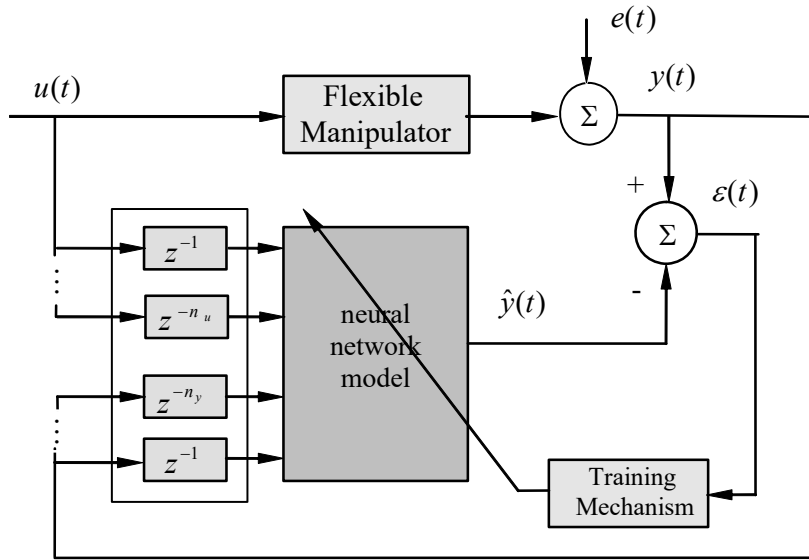 e(t)
u(t)
Flexible
Manipulator
Σ
y(t)
+
ε(t)
Σ
z⁻¹
z^{-n_u}
neural
network
model
ŷ(t)
-
z^{-n_y}
z⁻¹
Training
Mechanism